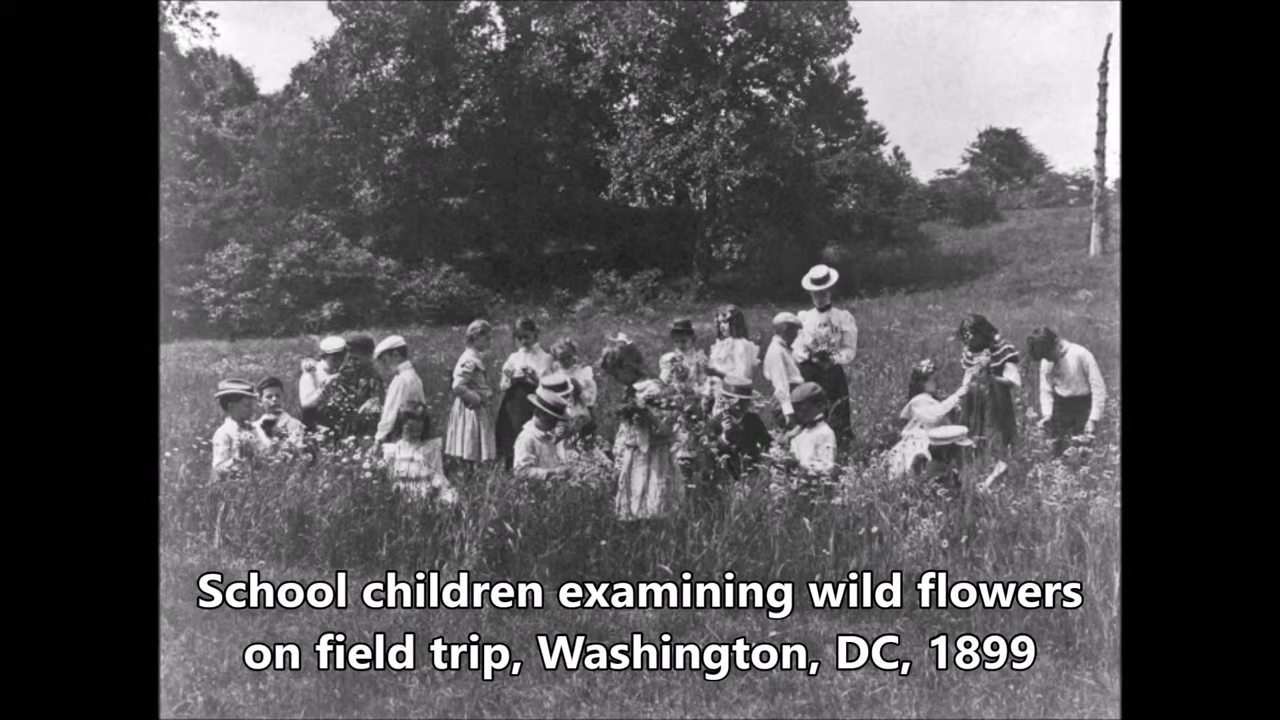 School children examining wild flowers
on field trip, Washington, DC, 1899